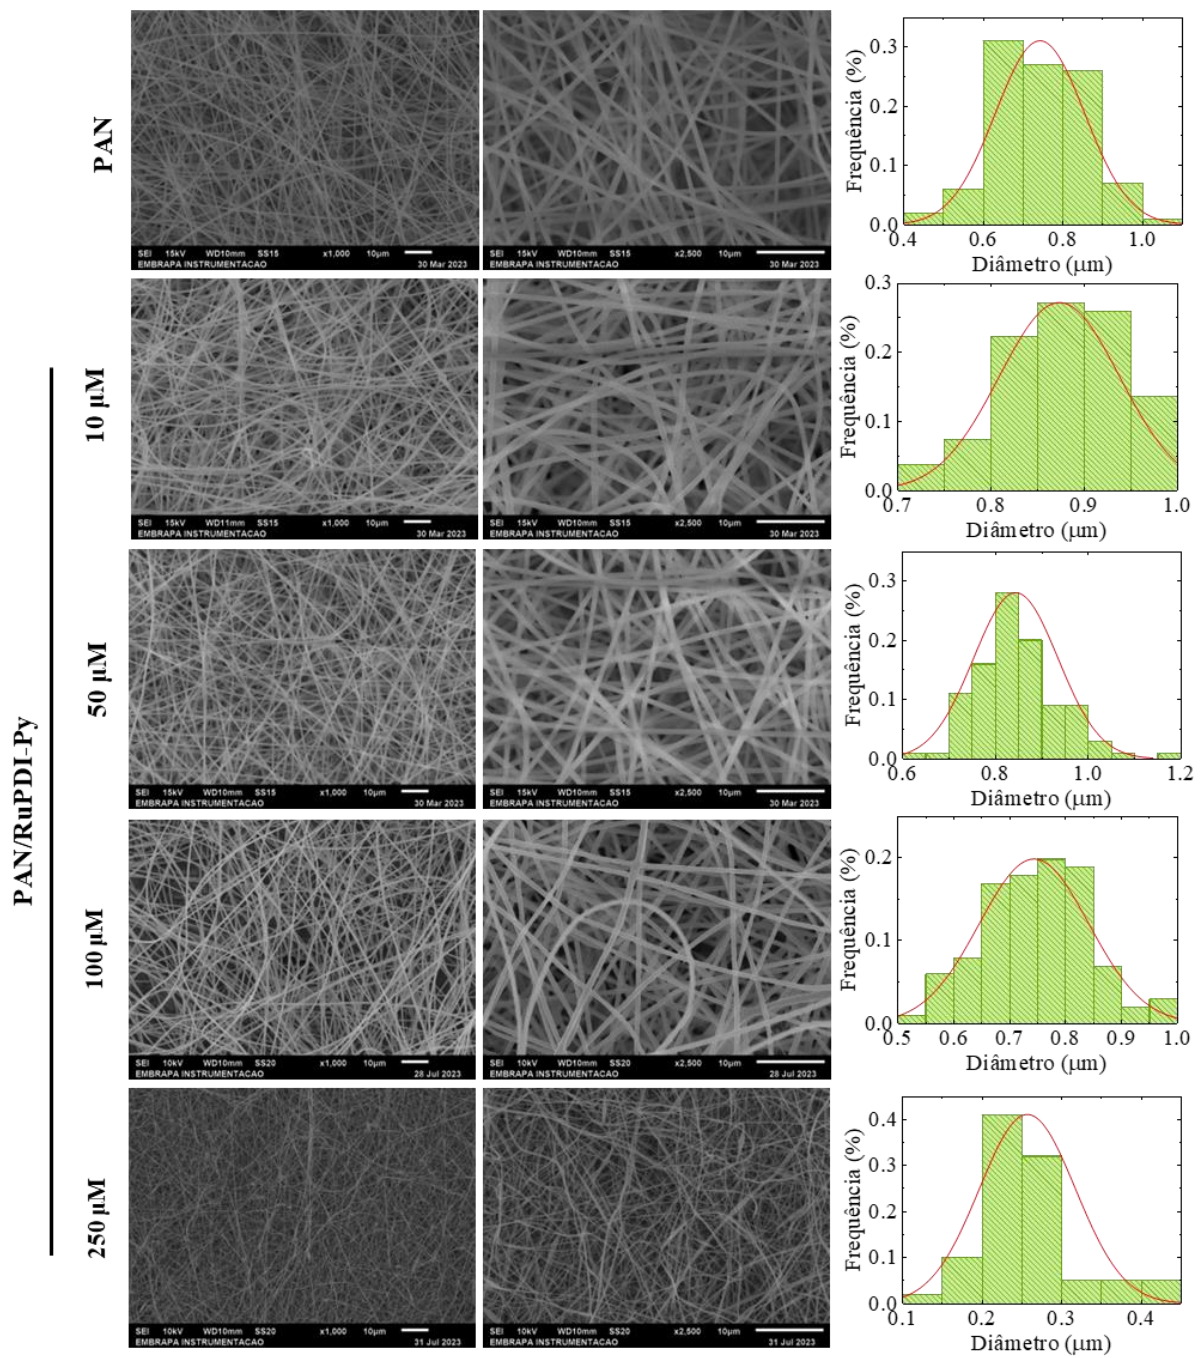 PAN
SEI 15kV WD10mm SS15 x1,000 10µm
EMBRAPA INSTRUMENTACAO 30 Mar 2023
SEI 15kV WD10mm SS15 x2,500 10µm
EMBRAPA INSTRUMENTACAO 30 Mar 2023
Frequência (%)
0.3
0.2
0.1
0.0
0.4 0.6 0.8 1.0
Diâmetro (µm)
PAN/RuPDI-Py
10 µM
SEI 15kV WD11mm SS15 x1,000 10µm
EMBRAPA INSTRUMENTACAO 30 Mar 2023
SEI 15kV WD10mm SS15 x2,500 10µm
EMBRAPA INSTRUMENTACAO 30 Mar 2023
Frequência (%)
0.3
0.2
0.1
0.0
0.7 0.8 0.9 1.0
Diâmetro (µm)
50 µM
SEI 15kV WD10mm SS15 x1,000 10µm
EMBRAPA INSTRUMENTACAO 30 Mar 2023
SEI 15kV WD10mm SS15 x2,500 10µm
EMBRAPA INSTRUMENTACAO 30 Mar 2023
Frequência (%)
0.3
0.2
0.1
0.0
0.6 0.8 1.0 1.2
Diâmetro (µm)
100 µM
SEI 10kV WD10mm SS20 x1,000 10µm
EMBRAPA INSTRUMENTACAO 28 Jul 2023
SEI 10kV WD10mm SS20 x2,500 10µm
EMBRAPA INSTRUMENTACAO 28 Jul 2023
Frequência (%)
0.2
0.1
0.0
0.5 0.6 0.7 0.8 0.9 1.0
Diâmetro (µm)
250 µM
SEI 10kV WD10mm SS20 x1,000 10µm
EMBRAPA INSTRUMENTACAO 31 Jul 2023
SEI 10kV WD10mm SS20 x2,500 10µm
EMBRAPA INSTRUMENTACAO 31 Jul 2023
Frequência (%)
0.4
0.3
0.2
0.1
0.0
0.1 0.2 0.3 0.4
Diâmetro (µm)